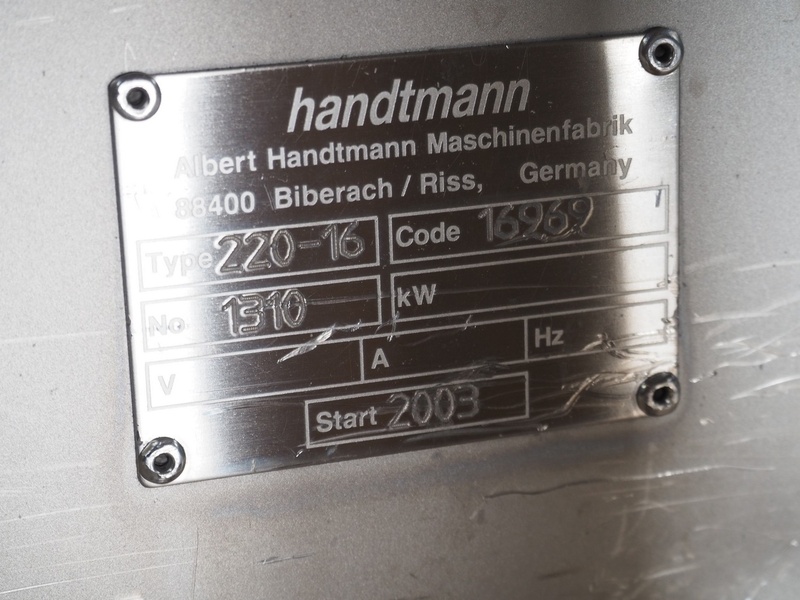 handtmann
Albert Handtmann Maschinenfabrik
88400 Biberach / Riss, Germany
Type 220-16 Code 16969
No 1310 kW
V A Hz
Start 2003